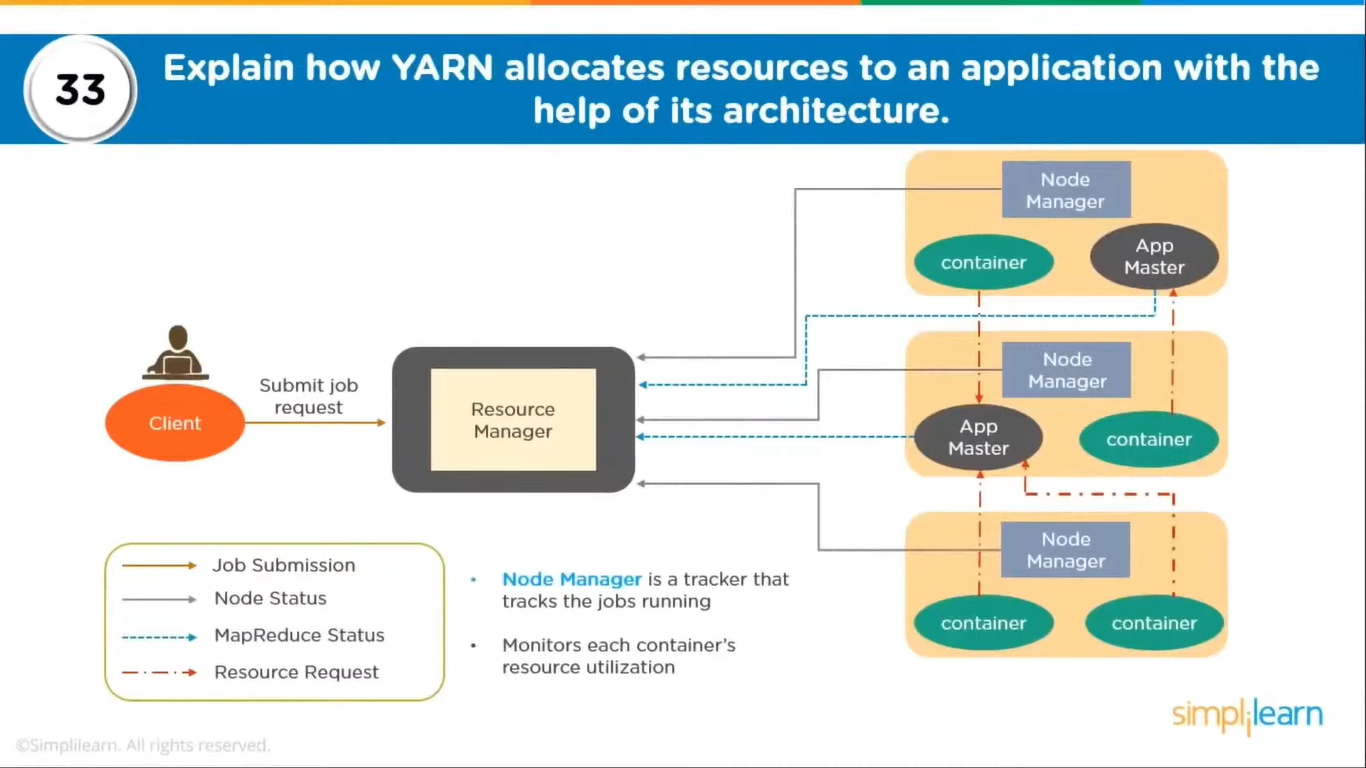 33
Explain how YARN allocates resources to an application with the
help of its architecture.
Node
Manager
container
App
Master
Submit job
request
Client
Resource
Manager
Node
Manager
App
Master
container
Node
Manager
container
container
Job Submission
Node Status
MapReduce Status
Resource Request
• Node Manager is a tracker that
tracks the jobs running
• Monitors each container's
resource utilization
simplilearn
©Simplilearn. All rights reserved.